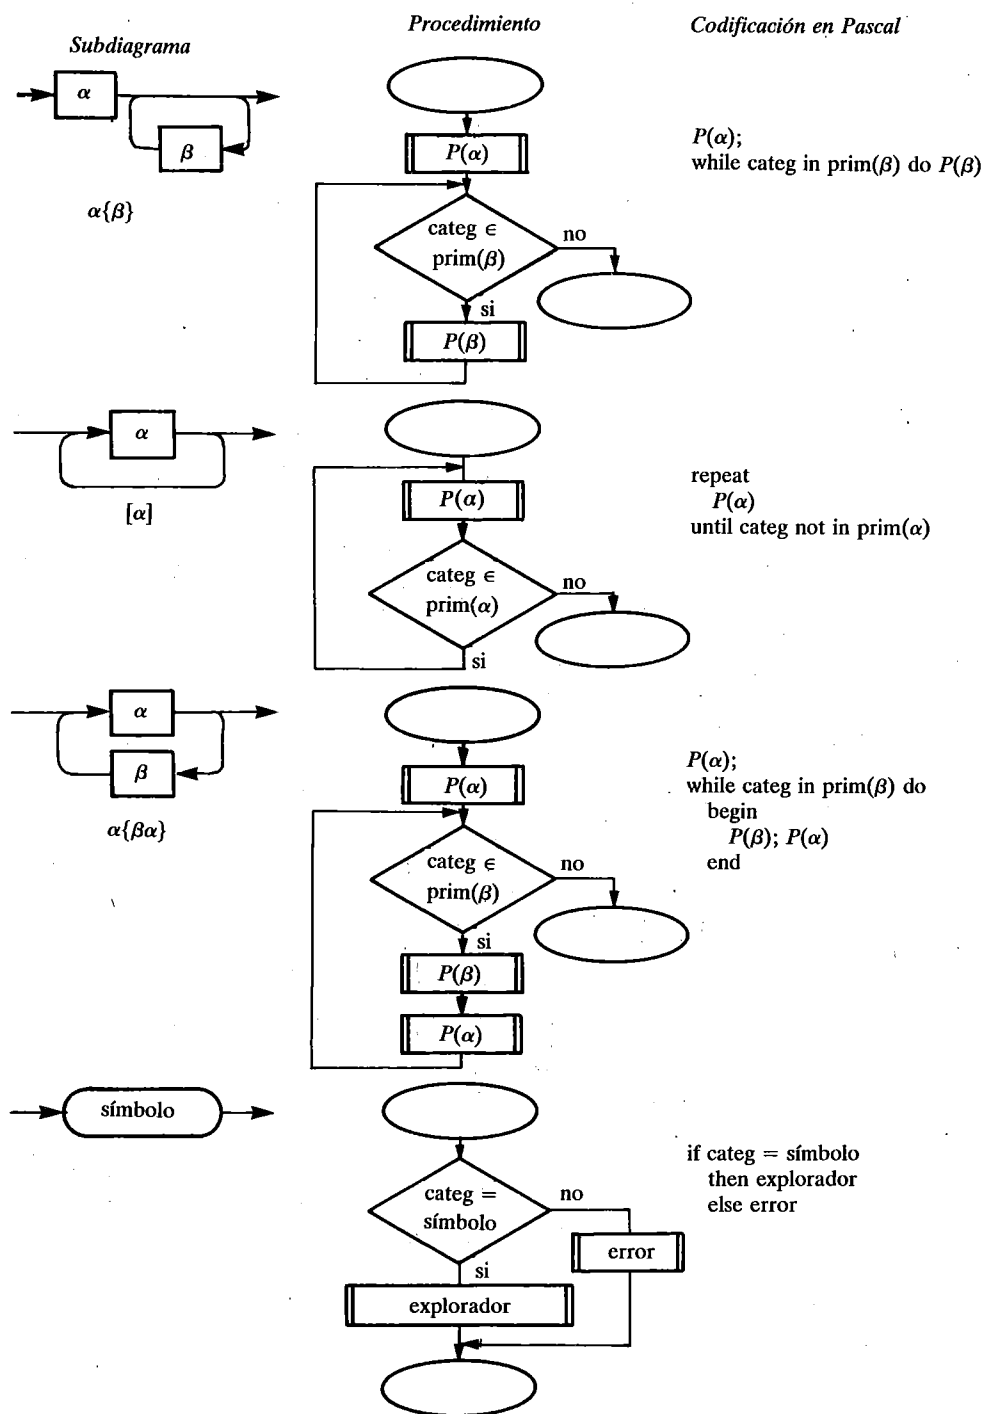 Subdiagrama
Procedimiento
Codificación en Pascal
α
β
α{β}
P(α)
categ ∈
prim(β)
no
si
P(β)
P(α);
while categ in prim(β) do P(β)
α
[α]
P(α)
categ ∈
prim(α)
no
si
repeat
P(α)
until categ not in prim(α)
α
β
α{βα}
P(α)
categ ∈
prim(β)
no
si
P(β)
P(α)
P(α);
while categ in prim(β) do
begin
P(β); P(α)
end
símbolo
categ =
símbolo
no
error
si
explorador
if categ = símbolo
then explorador
else error